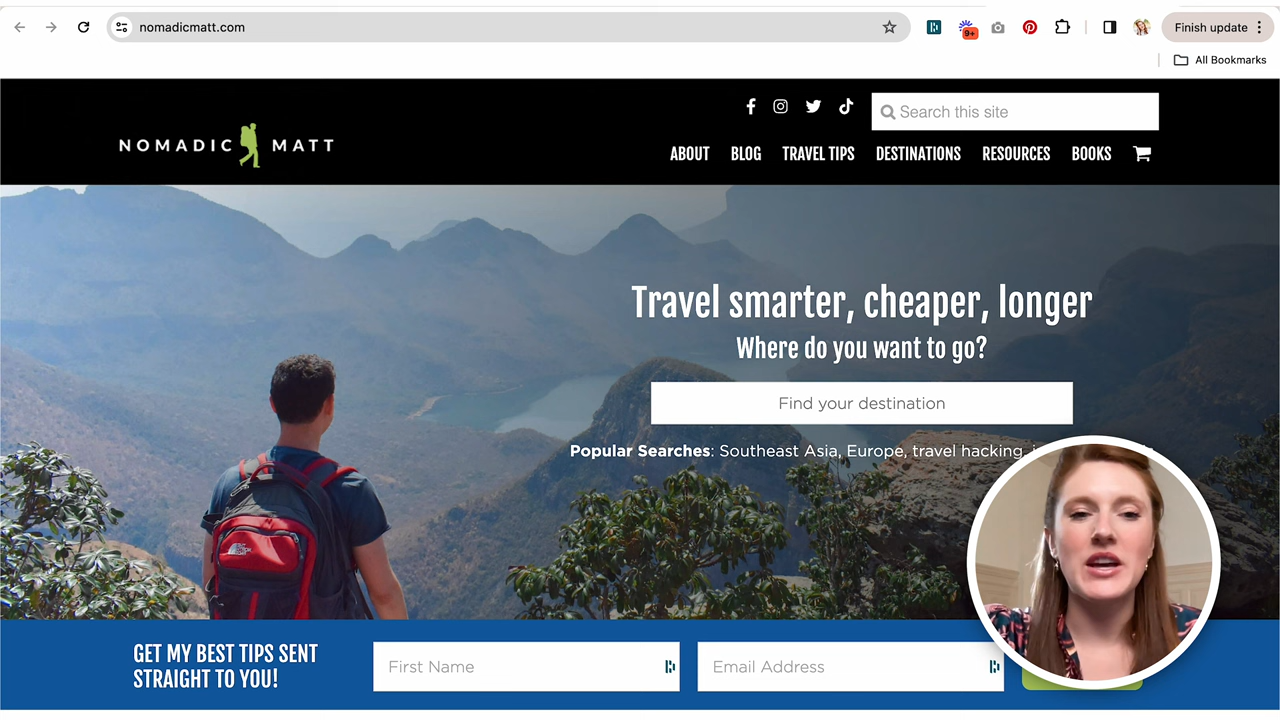 nomadicmatt.com
9+
Finish update
All Bookmarks
Search this site
NOMADIC MATT
ABOUT BLOG TRAVEL TIPS DESTINATIONS RESOURCES BOOKS
Travel smarter, cheaper, longer
Where do you want to go?
Find your destination
Popular Searches: Southeast Asia, Europe, travel hacking,
GET MY BEST TIPS SENT
STRAIGHT TO YOU!
First Name
Email Address